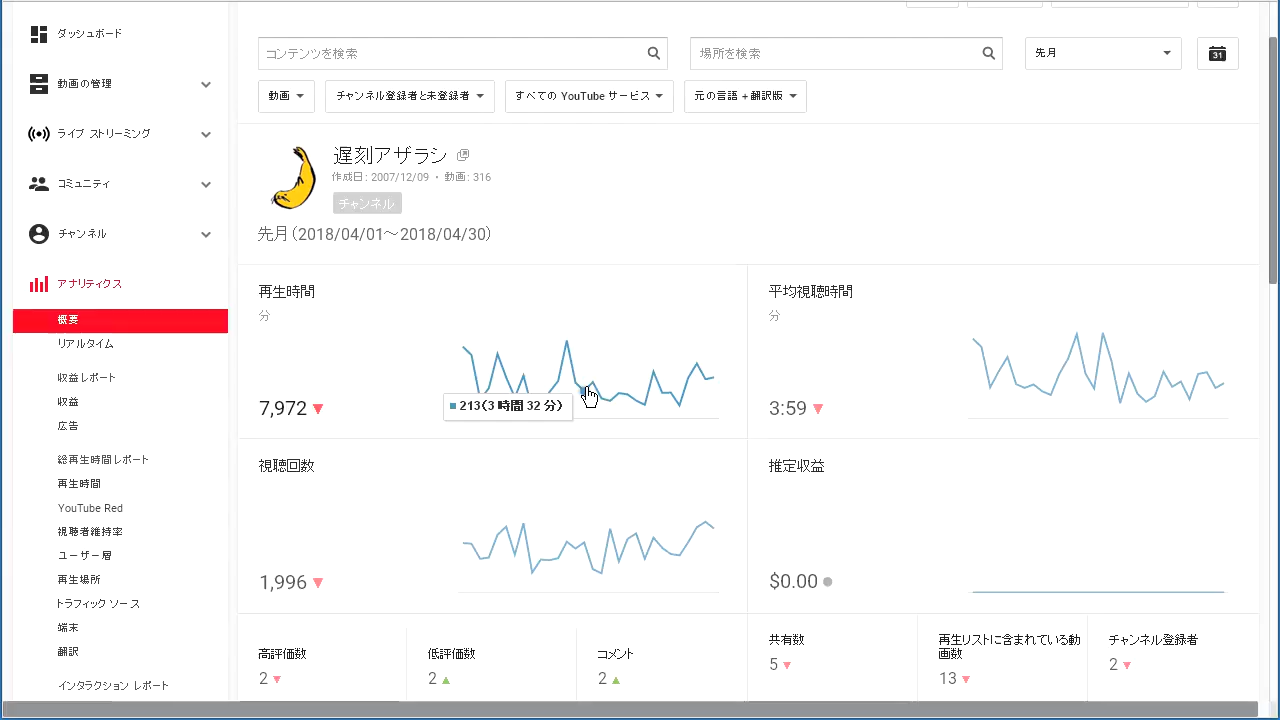 ダッシュボード
動画の管理
ライブ ストリーミング
コミュニティ
チャンネル
アナリティクス
概要
リアルタイム
収益レポート
収益
広告
総再生時間レポート
再生時間
YouTube Red
視聴者維持率
ユーザー層
再生場所
トラフィック ソース
端末
翻訳
インタラクション レポート
コンテンツを検索
場所を検索
先月
31
動画
チャンネル登録者と未登録者
すべての YouTube サービス
元の言語 + 翻訳版
遅刻アザラシ
作成日: 2007/12/09 ・ 動画: 316
チャンネル
先月（2018/04/01～2018/04/30）
再生時間
分
7,972
213（3 時間 32 分）
平均視聴時間
分
3:59
視聴回数
1,996
推定収益
$0.00
高評価数
2
低評価数
2
コメント
2
共有数
5
再生リストに含まれている動
画数
13
チャンネル登録者
2